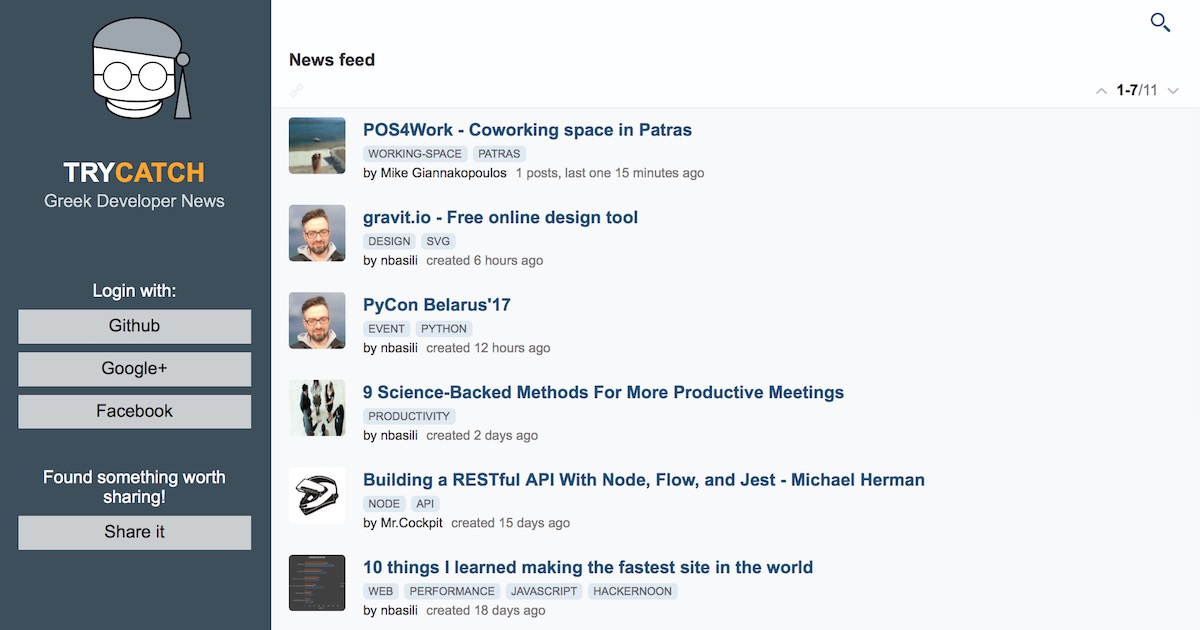 TRYCATCH
Greek Developer News
Login with:
Github
Google+
Facebook
Found something worth
sharing!
Share it
News feed
1-7/11
POS4Work - Coworking space in Patras
WORKING-SPACE PATRAS
by Mike Giannakopoulos 1 posts, last one 15 minutes ago
gravit.io - Free online design tool
DESIGN SVG
by nbasili created 6 hours ago
PyCon Belarus'17
EVENT PYTHON
by nbasili created 12 hours ago
9 Science-Backed Methods For More Productive Meetings
PRODUCTIVITY
by nbasili created 2 days ago
Building a RESTful API With Node, Flow, and Jest - Michael Herman
NODE API
by Mr.Cockpit created 15 days ago
10 things I learned making the fastest site in the world
WEB PERFORMANCE JAVASCRIPT HACKERNOON
by nbasili created 18 days ago